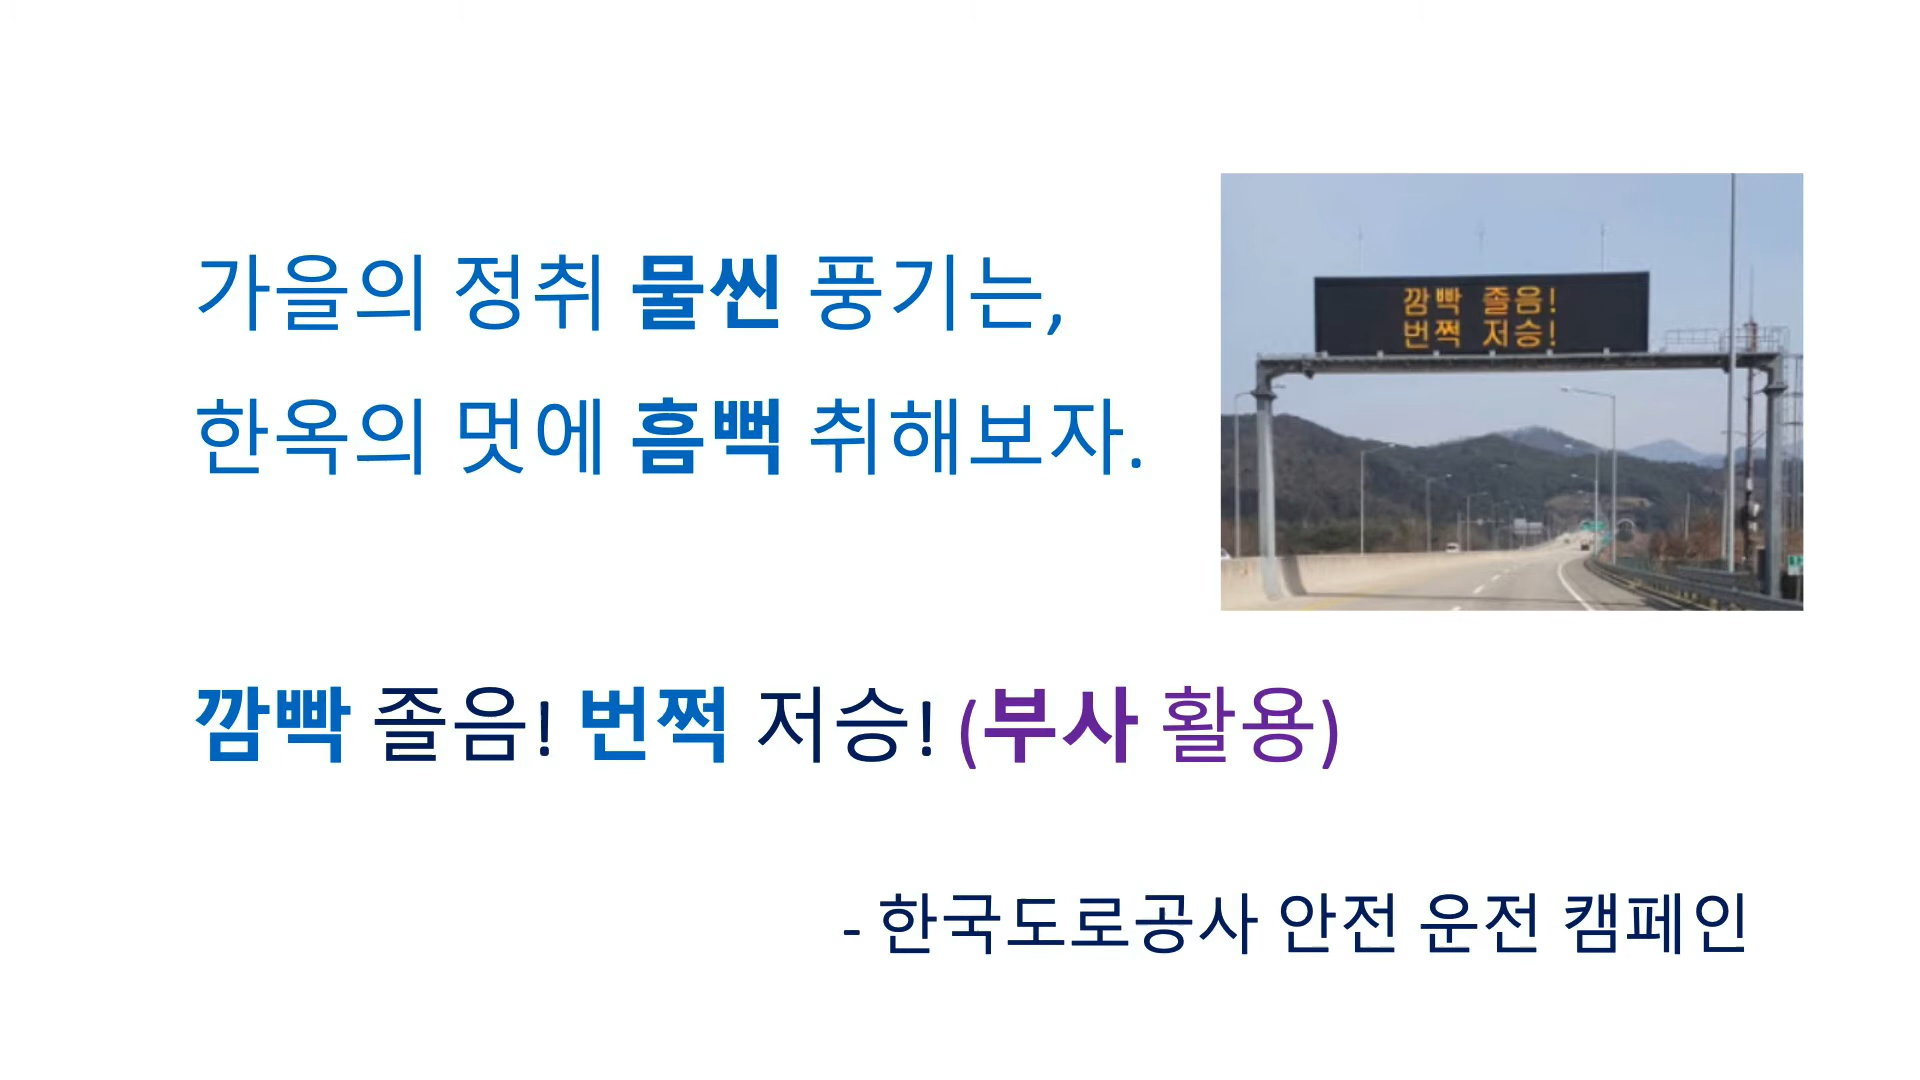 가을의 정취 물씬 풍기는,
한옥의 멋에 흠뻑 취해보자.
깜빡 졸음!
번쩍 저승!
깜빡 졸음! 번쩍 저승! (부사 활용)
- 한국도로공사 안전 운전 캠페인